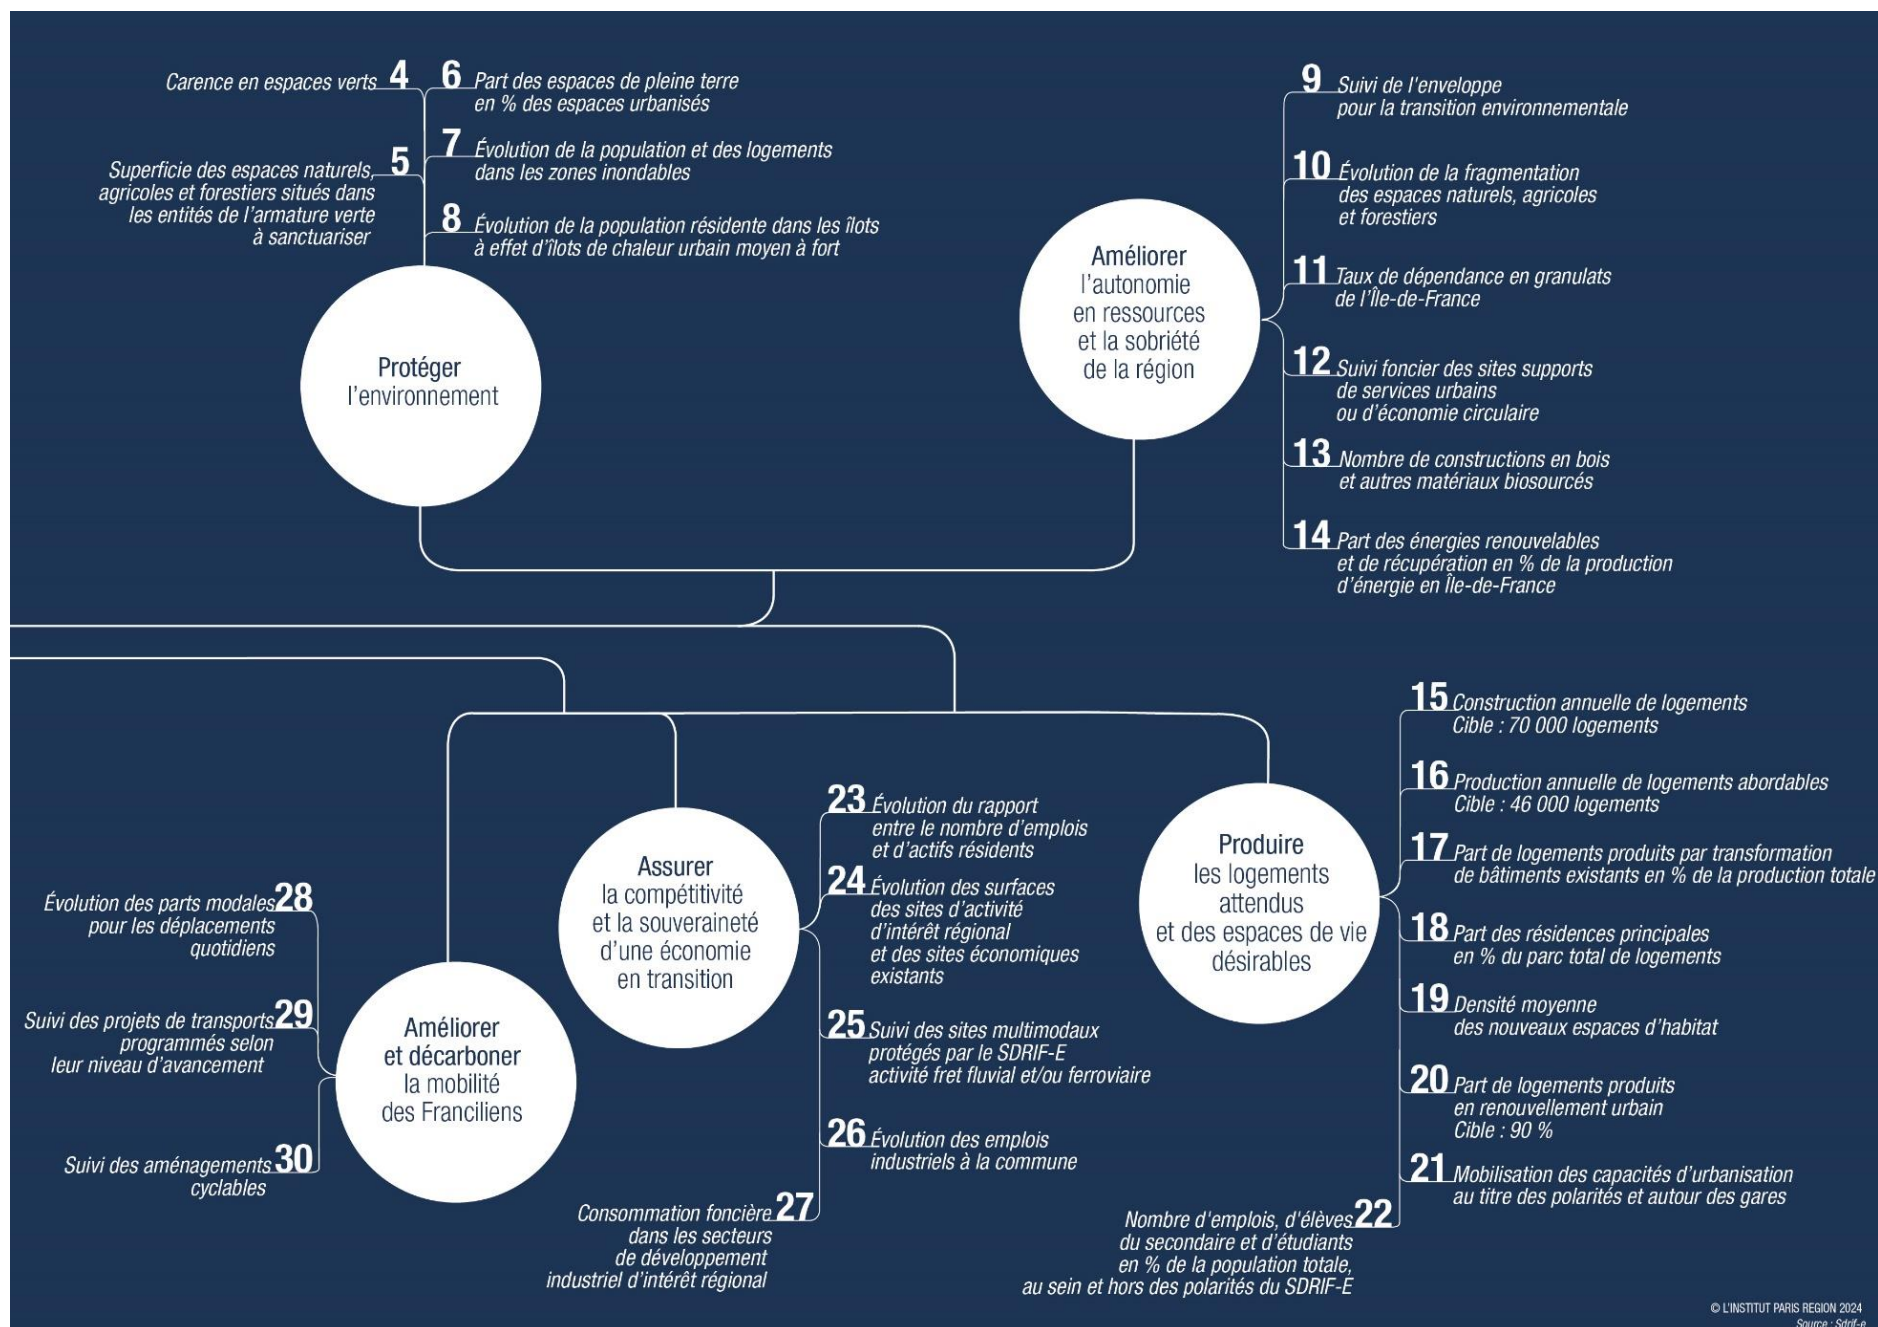 Carence en espaces verts 4
Superficie des espaces naturels, 5
agricoles et forestiers situés dans
les entités de l'armature verte
à sanctuariser
6 Part des espaces de pleine terre
en % des espaces urbanisés
7 Évolution de la population et des logements
dans les zones inondables
8 Évolution de la population résidente dans les îlots
à effet d'îlots de chaleur urbain moyen à fort
Protéger
l'environnement
Améliorer
l'autonomie
en ressources
et la sobriété
de la région
9 Suivi de l'enveloppe
pour la transition environnementale
10 Évolution de la fragmentation
des espaces naturels, agricoles
et forestiers
11 Taux de dépendance en granulats
de l'Île-de-France
12 Suivi foncier des sites supports
de services urbains
ou d'économie circulaire
13 Nombre de constructions en bois
et autres matériaux biosourcés
14 Part des énergies renouvelables
et de récupération en % de la production
d'énergie en Île-de-France
Évolution des parts modales 28
pour les déplacements
quotidiens
Suivi des projets de transports 29
programmés selon
leur niveau d'avancement
Suivi des aménagements 30
cyclables
Améliorer
et décarboner
la mobilité
des Franciliens
Assurer
la compétitivité
et la souveraineté
d'une économie
en transition
23 Évolution du rapport
entre le nombre d'emplois
et d'actifs résidents
24 Évolution des surfaces
des sites d'activité
d'intérêt régional
et des sites économiques
existants
25 Suivi des sites multimodaux
protégés par le SDRIF-E
activité fret fluvial et/ou ferroviaire
26 Évolution des emplois
industriels à la commune
Consommation foncière 27
dans les secteurs
de développement
industriel d'intérêt régional
Produire
les logements
attendus
et des espaces de vie
désirables
15 Construction annuelle de logements
Cible : 70 000 logements
16 Production annuelle de logements abordables
Cible : 46 000 logements
17 Part de logements produits par transformation
de bâtiments existants en % de la production totale
18 Part des résidences principales
en % du parc total de logements
19 Densité moyenne
des nouveaux espaces d'habitat
20 Part de logements produits
en renouvellement urbain
Cible : 90 %
21 Mobilisation des capacités d'urbanisation
au titre des polarités et autour des gares
Nombre d'emplois, d'élèves 22
du secondaire et d'étudiants
en % de la population totale,
au sein et hors des polarités du SDRIF-E
© L'INSTITUT PARIS REGION 2024
Source : Sdrif-e